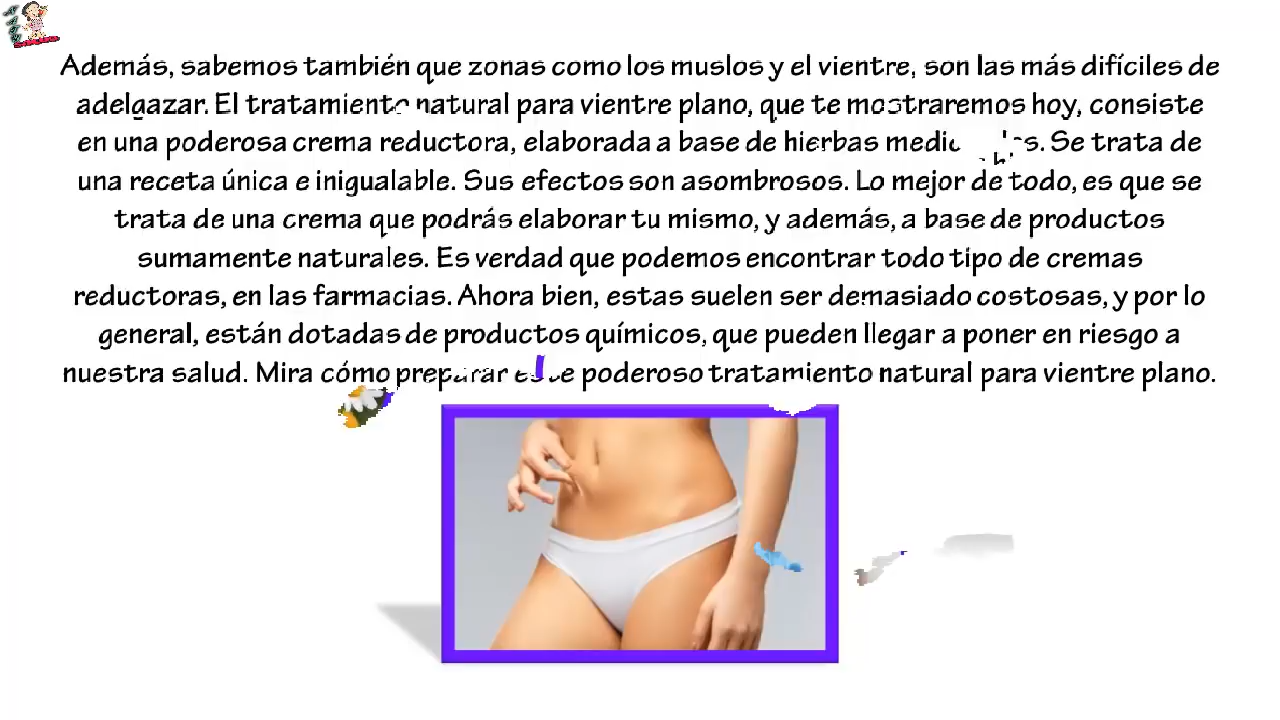 Además, sabemos también que zonas como los muslos y el vientre, son las más difíciles de
adelgazar. El tratamiento natural para vientre plano, que te mostraremos hoy, consiste
en una poderosa crema reductora, elaborada a base de hierbas Se trata de
una receta única e inigualable. Sus efectos son asombrosos. Lo mejor de todo, es que se
trata de una crema que podrás elaborar tu mismo, y además, a base de productos
sumamente naturales. Es verdad que podemos encontrar todo tipo de cremas
reductoras, en las farmacias. Ahora bien, estas suelen ser demasiado costosas, y por lo
general, están dotadas de productos químicos, que pueden llegar a poner en riesgo a
nuestra salud. Mira cómo preparar este poderoso tratamiento natural para vientre plano.